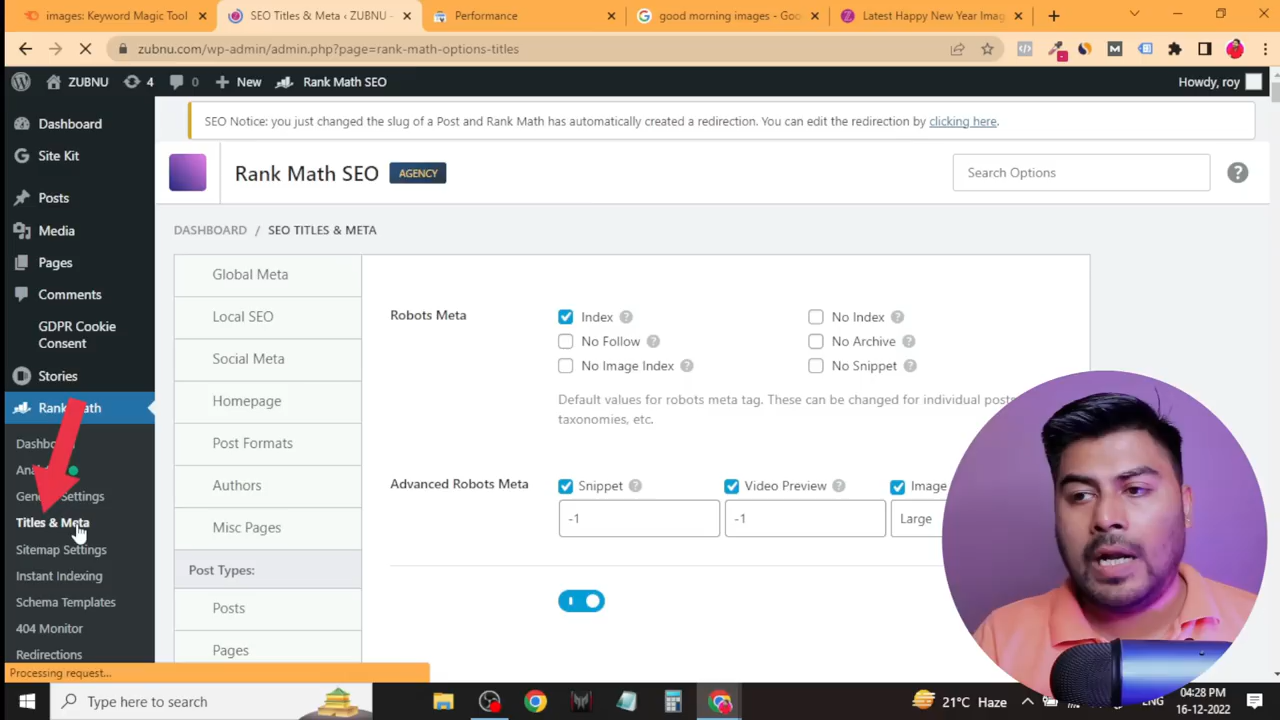 images: Keyword Magic Tool
SEO Titles & Meta ‹ ZUBNU -
Performance
good morning images - Goo
Latest Happy New Year Imag
zubnu.com/wp-admin/admin.php?page=rank-math-options-titles
ZUBNU
4
0
New
Rank Math SEO
Howdy, roy
SEO Notice: you just changed the slug of a Post and Rank Math has automatically created a redirection. You can edit the redirection by clicking here.
Dashboard
Site Kit
Posts
Media
Pages
Comments
GDPR Cookie
Consent
Stories
Titles & Meta
Sitemap Settings
Instant Indexing
Schema Templates
404 Monitor
Redirections
Processing request...
Rank Math SEO
AGENCY
Search Options
DASHBOARD / SEO TITLES & META
Global Meta
Local SEO
Social Meta
Homepage
Post Formats
Authors
Misc Pages
Post Types:
Posts
Pages
Robots Meta
Index
No Index
No Follow
No Archive
No Image Index
No Snippet
Default values for robots meta tag. These can be changed for individual posts
taxonomies, etc.
Advanced Robots Meta
Snippet
Video Preview
Image
-1
-1
Large
Type here to search
21°C Haze
ENG
04:28 PM
16-12-2022